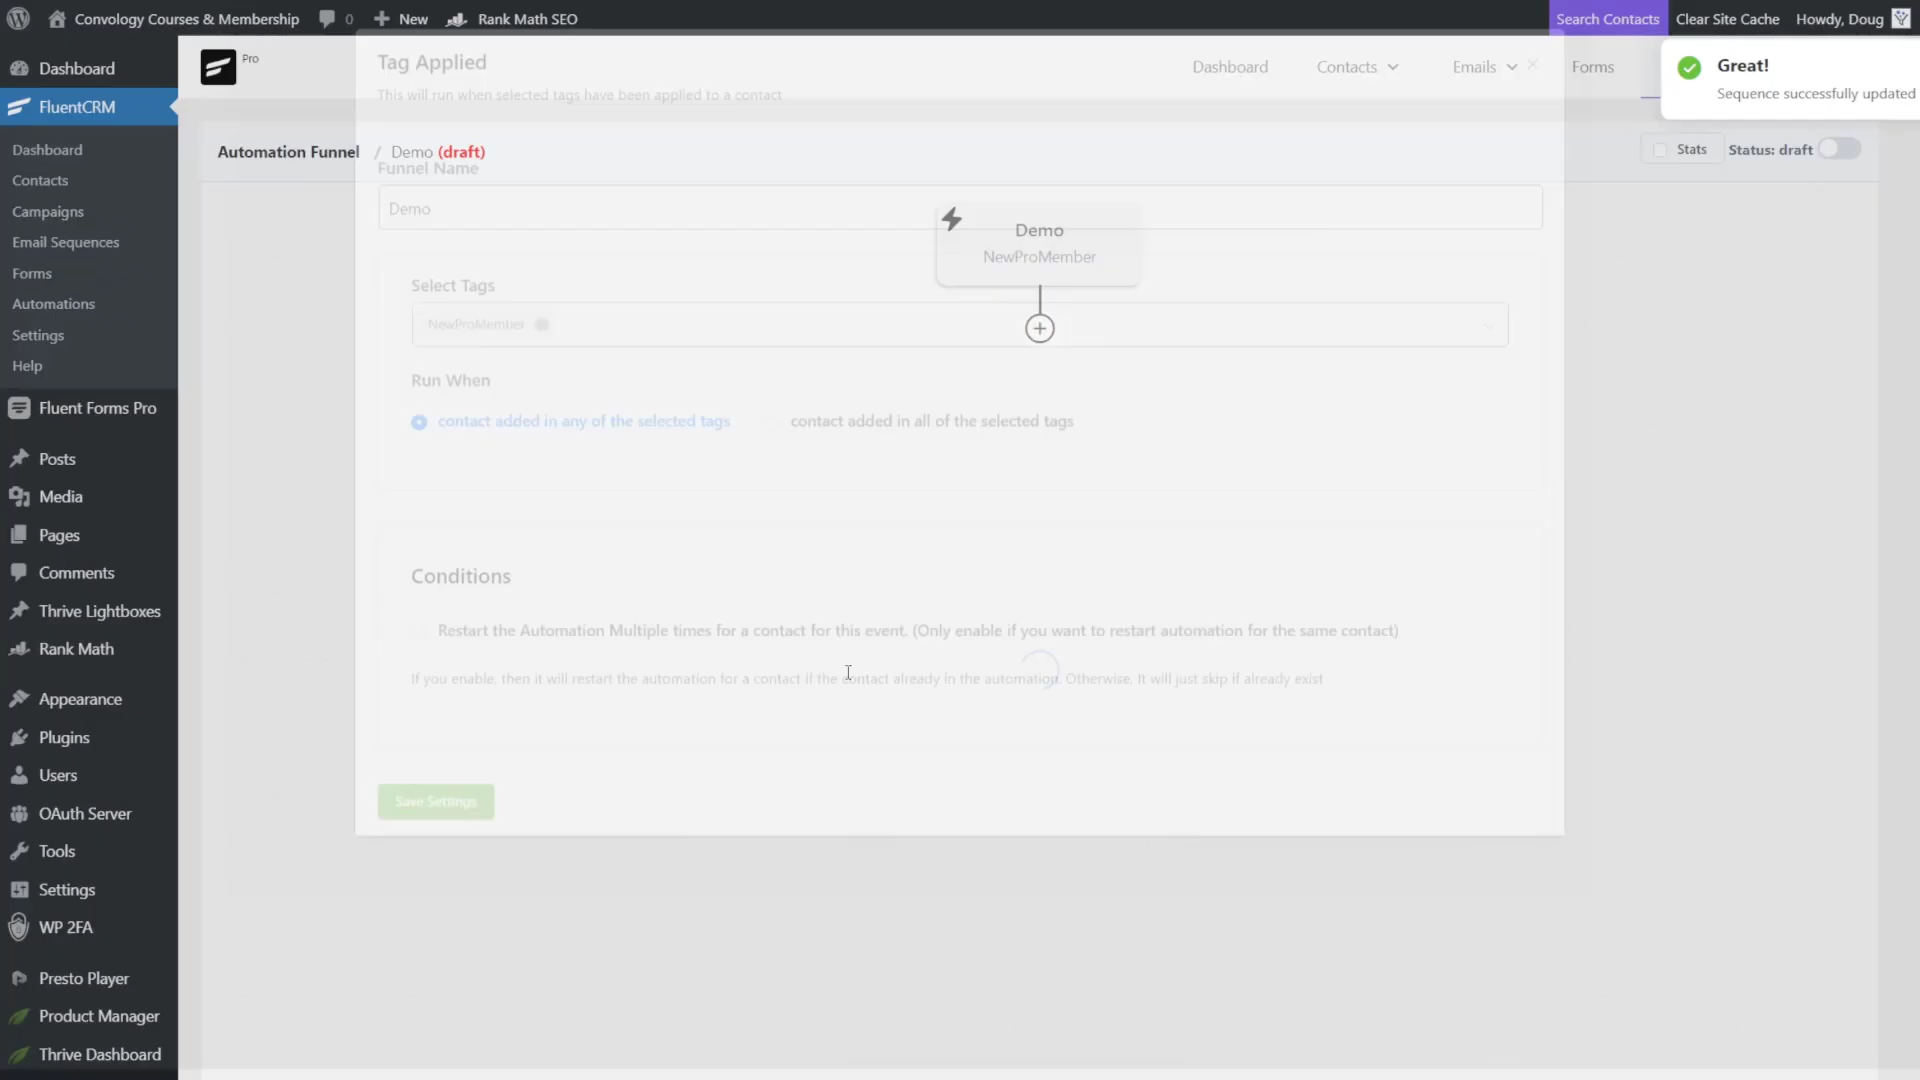 Convology Courses & Membership
0
New
Rank Math SEO
Search Contacts
Clear Site Cache
Howdy, Doug
Dashboard
FluentCRM
Dashboard
Contacts
Campaigns
Email Sequences
Forms
Automations
Settings
Help
Fluent Forms Pro
Posts
Media
Pages
Comments
Thrive Lightboxes
Rank Math
Appearance
Plugins
Users
OAuth Server
Tools
Settings
WP 2FA
Presto Player
Product Manager
Thrive Dashboard
Pro
Dashboard
Contacts
Emails
Forms
Great!
Sequence successfully updated
Automation Funnel / Demo (draft)
Stats
Status: draft
Tag Applied
This will run when selected tags have been applied to a contact
Funnel Name
Demo
Demo
NewProMember
Select Tags
NewProMember
Run When
contact added in any of the selected tags
contact added in all of the selected tags
Conditions
Restart the Automation Multiple times for a contact for this event. (Only enable if you want to restart automation for the same contact)
If you enable, then it will restart the automation for a contact if the contact already in the automation. Otherwise, It will just skip if already exist
Save Settings